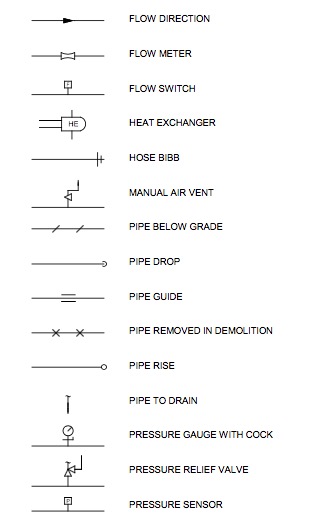 FLOW DIRECTION
FLOW METER
F FLOW SWITCH
HE HEAT EXCHANGER
HOSE BIBB
MANUAL AIR VENT
PIPE BELOW GRADE
PIPE DROP
PIPE GUIDE
PIPE REMOVED IN DEMOLITION
PIPE RISE
PIPE TO DRAIN
PRESSURE GAUGE WITH COCK
PRESSURE RELIEF VALVE
P PRESSURE SENSOR